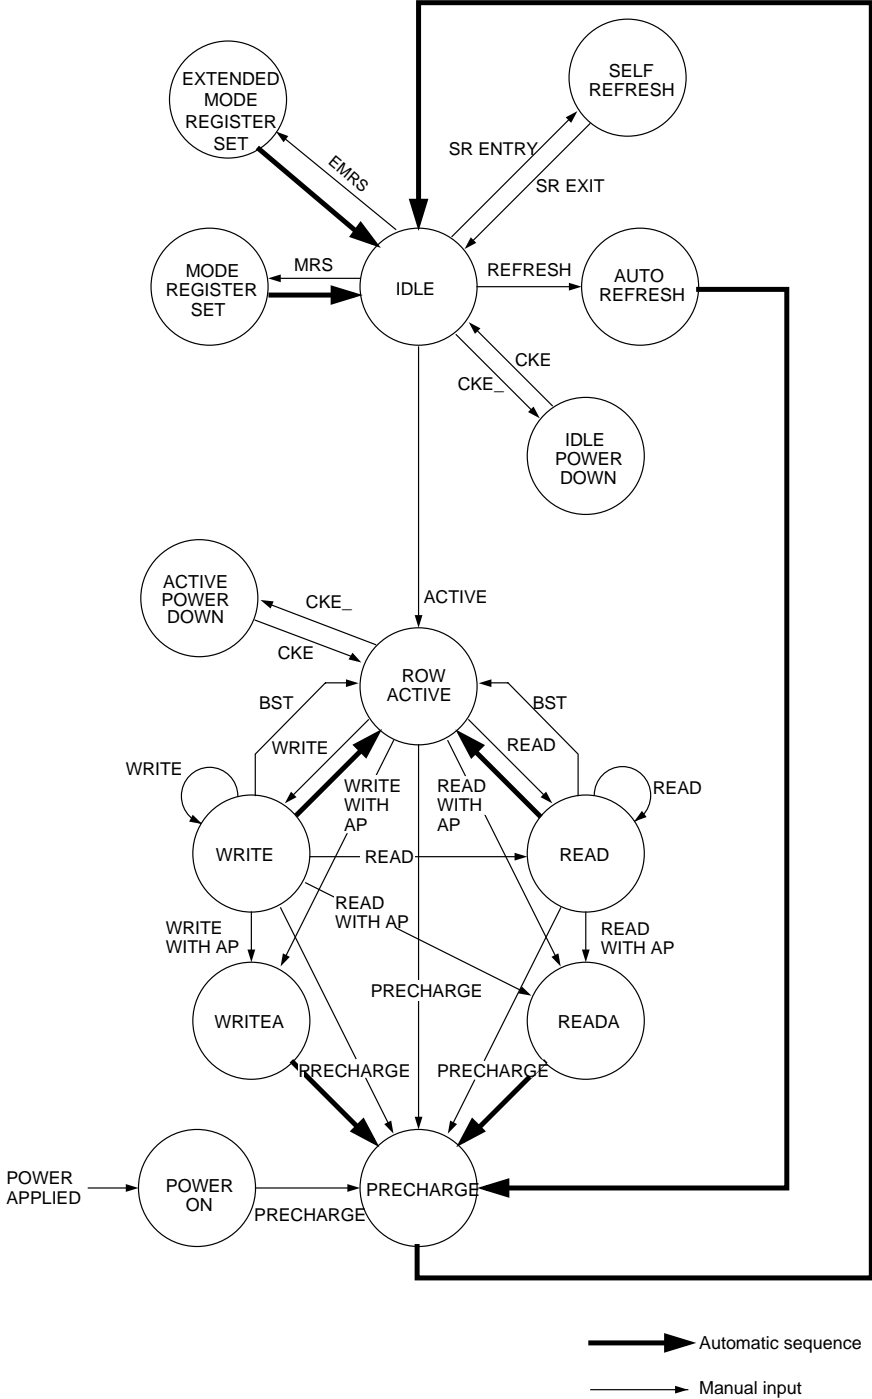 EXTENDED
MODE
REGISTER
SET
SELF
REFRESH
SR ENTRY
EMRS
SR EXIT
MODE
REGISTER
SET
MRS
IDLE
REFRESH
AUTO
REFRESH
CKE
CKE_
IDLE
POWER
DOWN
ACTIVE
POWER
DOWN
CKE_
ACTIVE
CKE
ROW
ACTIVE
BST
BST
WRITE
READ
WRITE
WRITE
WITH
AP
READ
WITH
AP
READ
WRITE
READ
READ
READ
WITH AP
WRITE
WITH AP
READ
WITH AP
PRECHARGE
WRITEA
READA
PRECHARGE
PRECHARGE
POWER
APPLIED
POWER
ON
PRECHARGE
PRECHARGE
Automatic sequence
Manual input